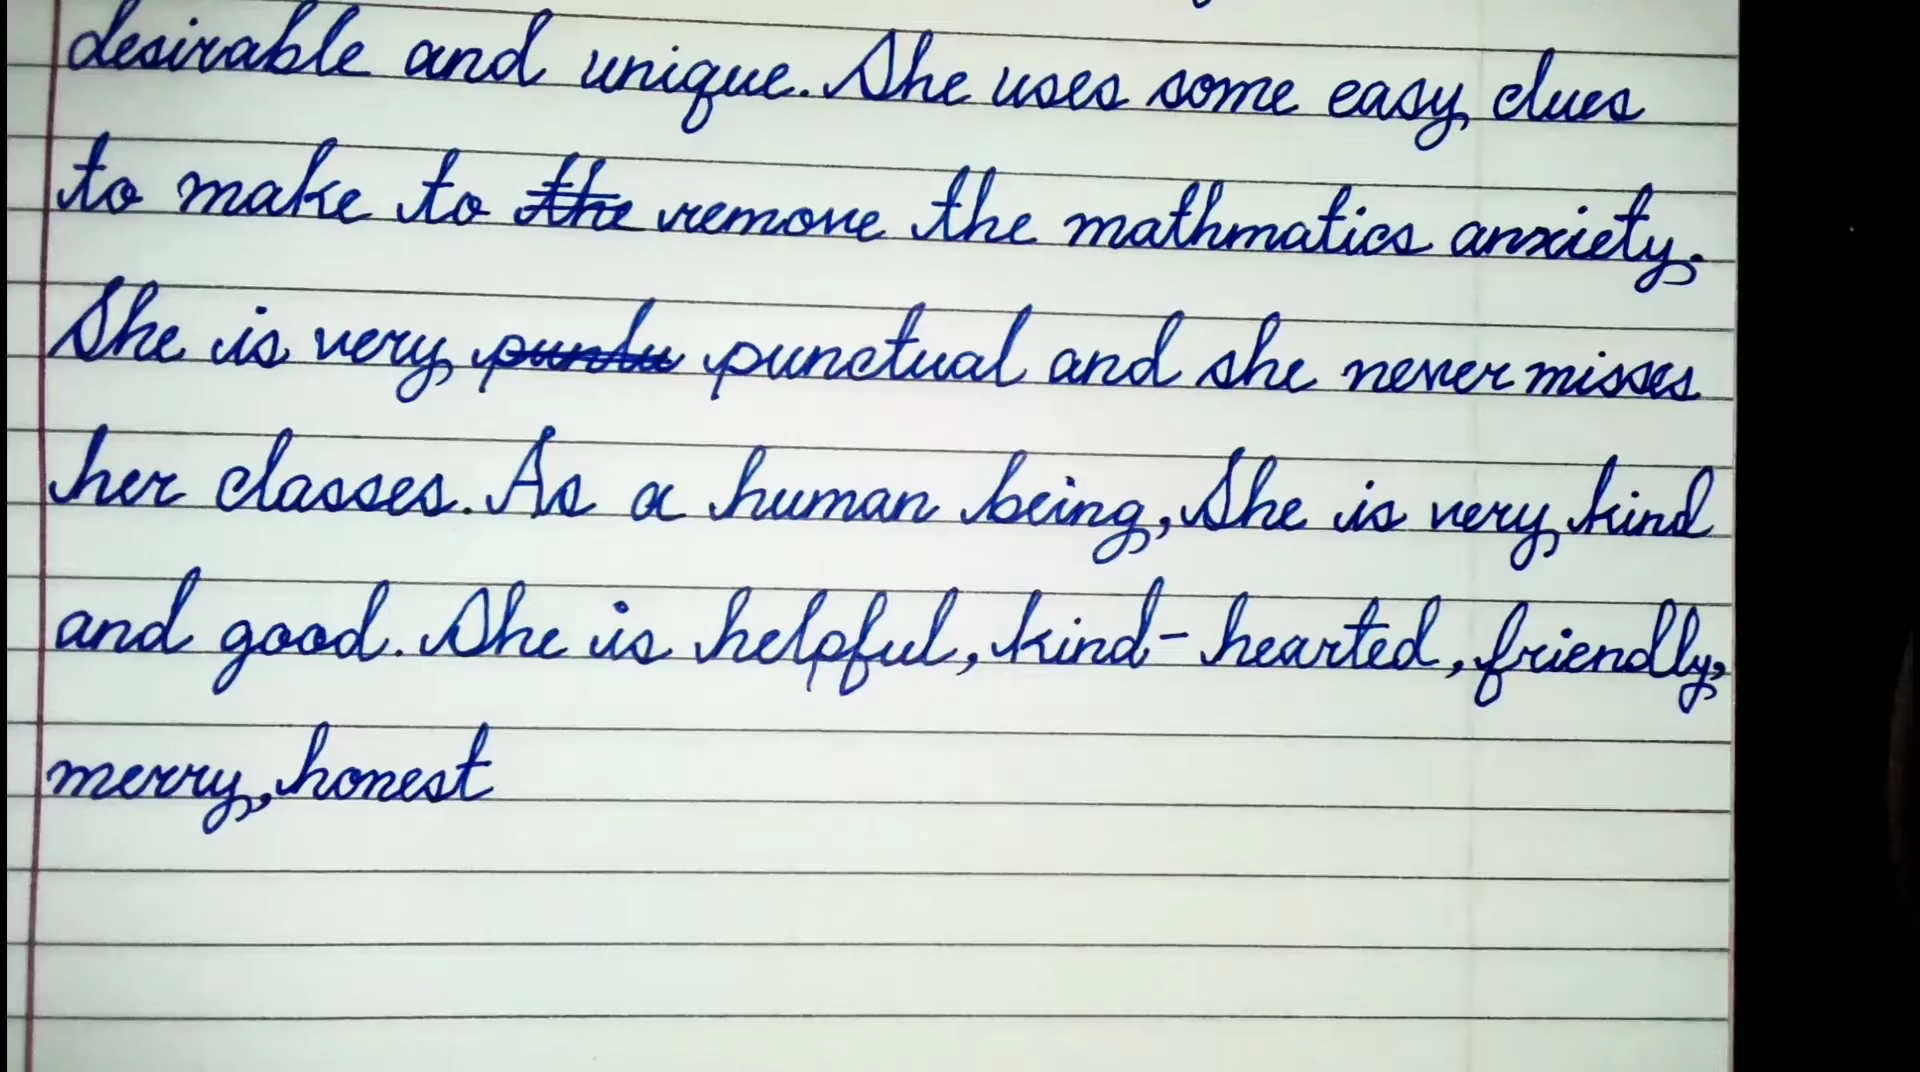 desirable and unique. She uses some easy clues
to make to the remove the mathmatics anxiety.
She is very puntu punctual and she never misses
her classes. As a human being, She is very kind
and good. She is helpful, kind-hearted, friendly,
merry, honest